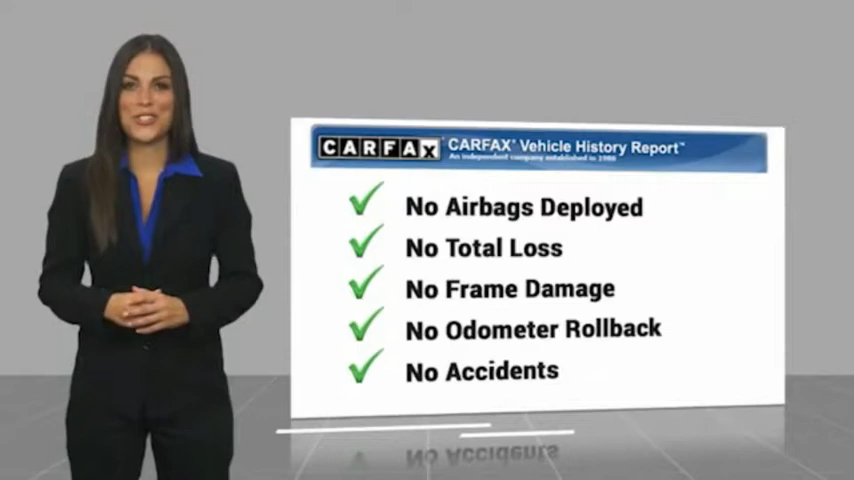 CARFAX CARFAX® Vehicle History Report™
An independent company established in 1986
No Airbags Deployed
No Total Loss
No Frame Damage
No Odometer Rollback
No Accidents
No Accidents